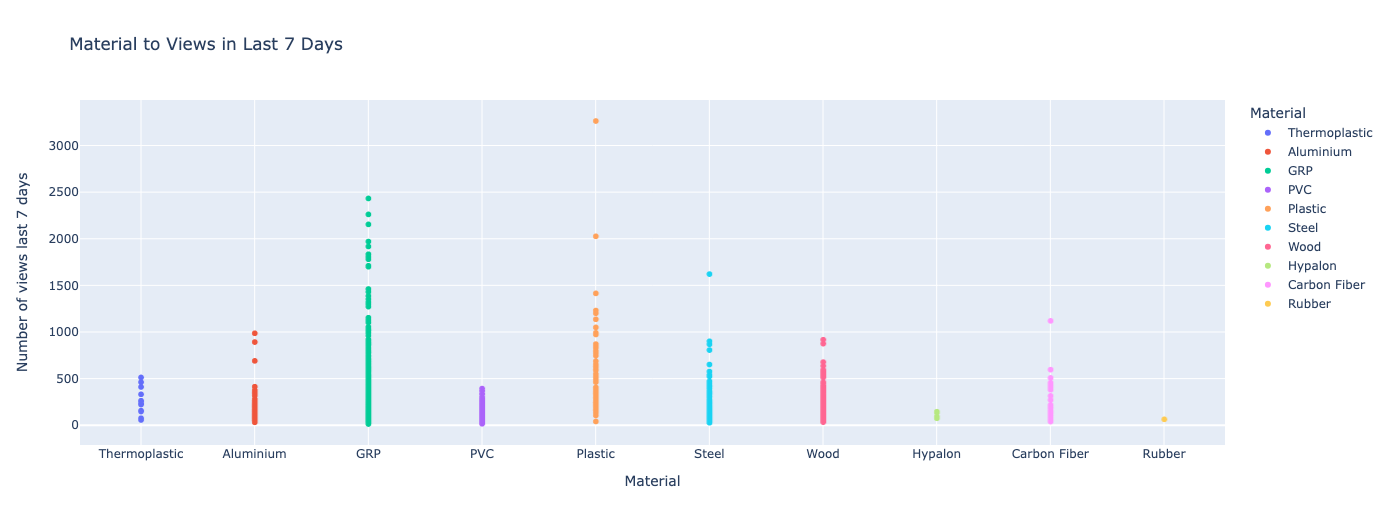 Material to Views in Last 7 Days
Number of views last 7 days
3000
2500
2000
1500
1000
500
0
Thermoplastic Aluminium GRP PVC Plastic Steel Wood Hypalon Carbon Fiber Rubber
Material
Material
Thermoplastic
Aluminium
GRP
PVC
Plastic
Steel
Wood
Hypalon
Carbon Fiber
Rubber